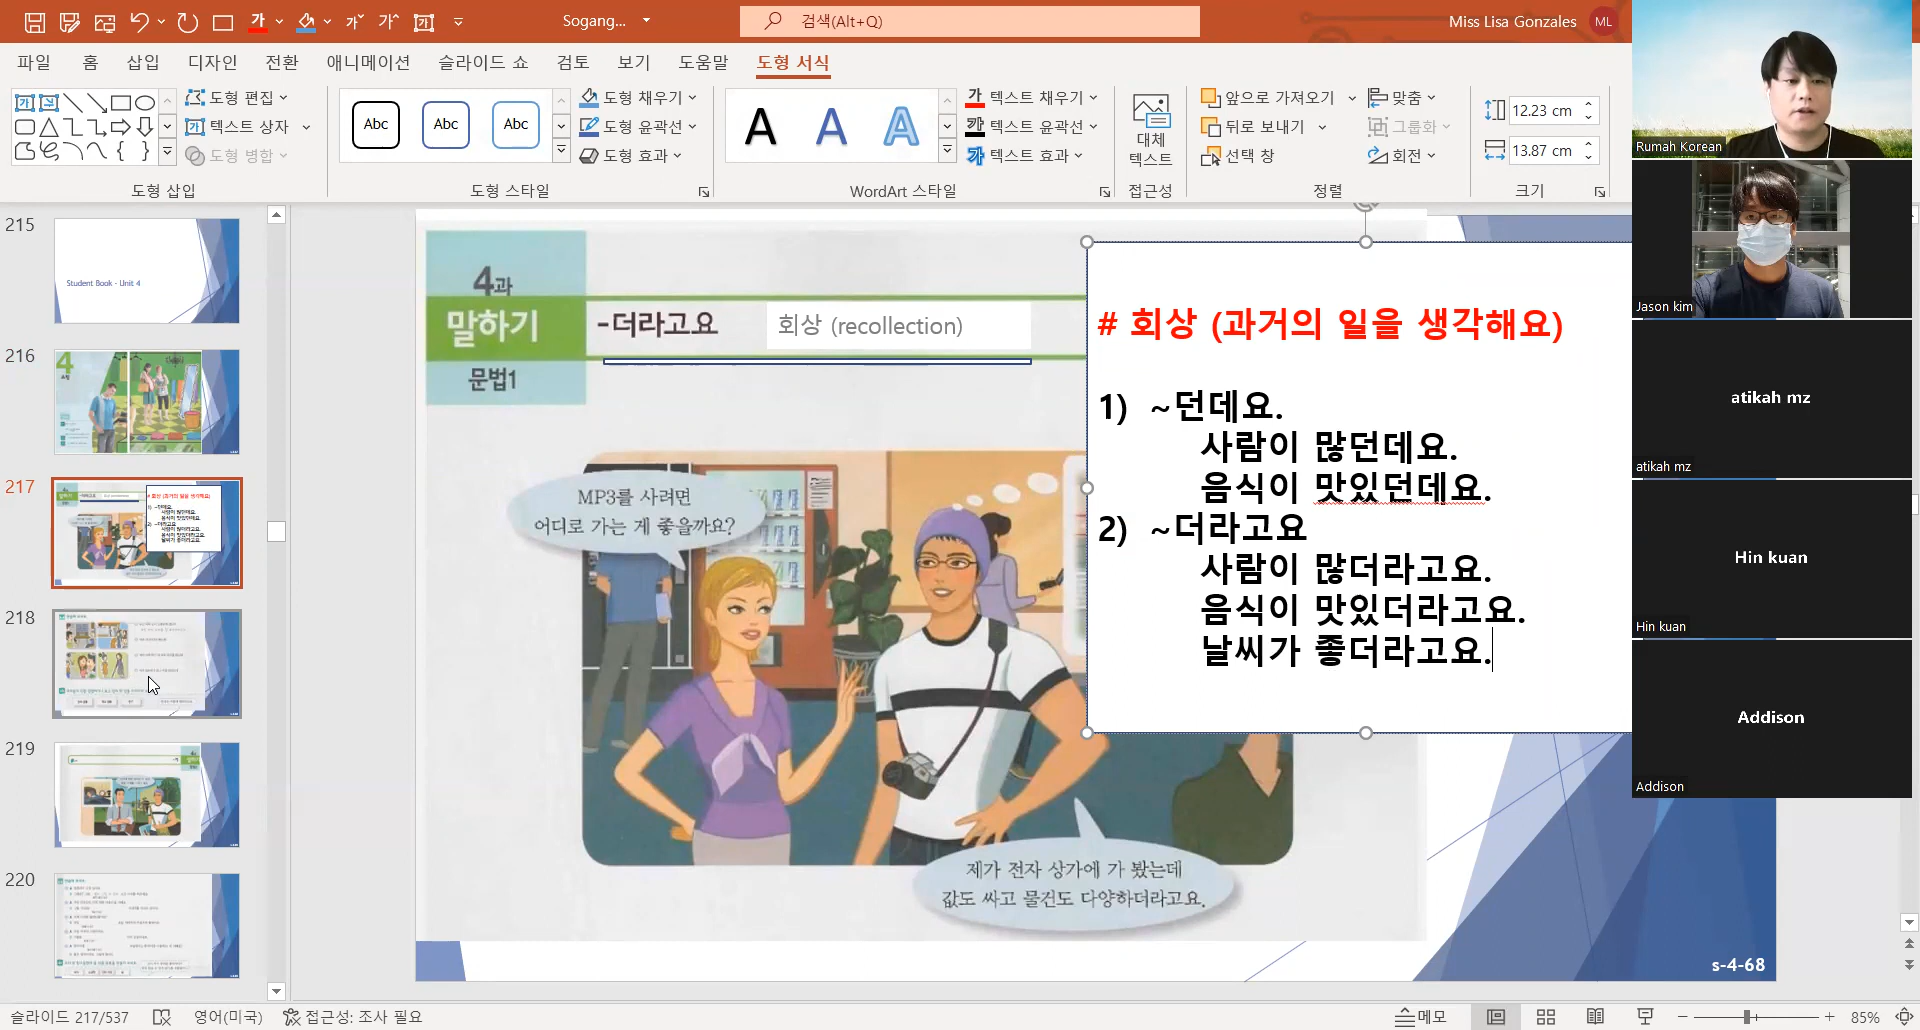 Sogang...
검색(Alt+Q)
Miss Lisa Gonzales
ML
파일
홈
삽입
디자인
전환
애니메이션
슬라이드 쇼
검토
보기
도움말
도형 서식
도형 편집
텍스트 상자
도형 병합
도형 삽입
Abc
Abc
Abc
도형 채우기
도형 윤곽선
도형 효과
도형 스타일
A
A
A
텍스트 채우기
텍스트 윤곽선
텍스트 효과
WordArt 스타일
대체
텍스트
접근성
앞으로 가져오기
뒤로 보내기
선택 창
맞춤
그룹화
회전
정렬
12.23 cm
13.87 cm
크기
215
Student Book - Unit 4
216
217
218
219
220
4과
말하기
문법1
-더라고요
회상 (recollection)
MP3를 사려면
어디로 가는 게 좋을까요?
제가 전자 상가에 가 봤는데
값도 싸고 물건도 다양하더라고요.
# 회상 (과거의 일을 생각해요)
1) ~던데요.
사람이 많던데요.
음식이 맛있던데요.
2) ~더라고요
사람이 많더라고요.
음식이 맛있더라고요.
날씨가 좋더라고요.
s-4-68
Rumah Korean
Jason kim
atikah mz
atikah mz
Hin kuan
Hin kuan
Addison
Addison
슬라이드 217/537
영어(미국)
접근성: 조사 필요
메모
85%